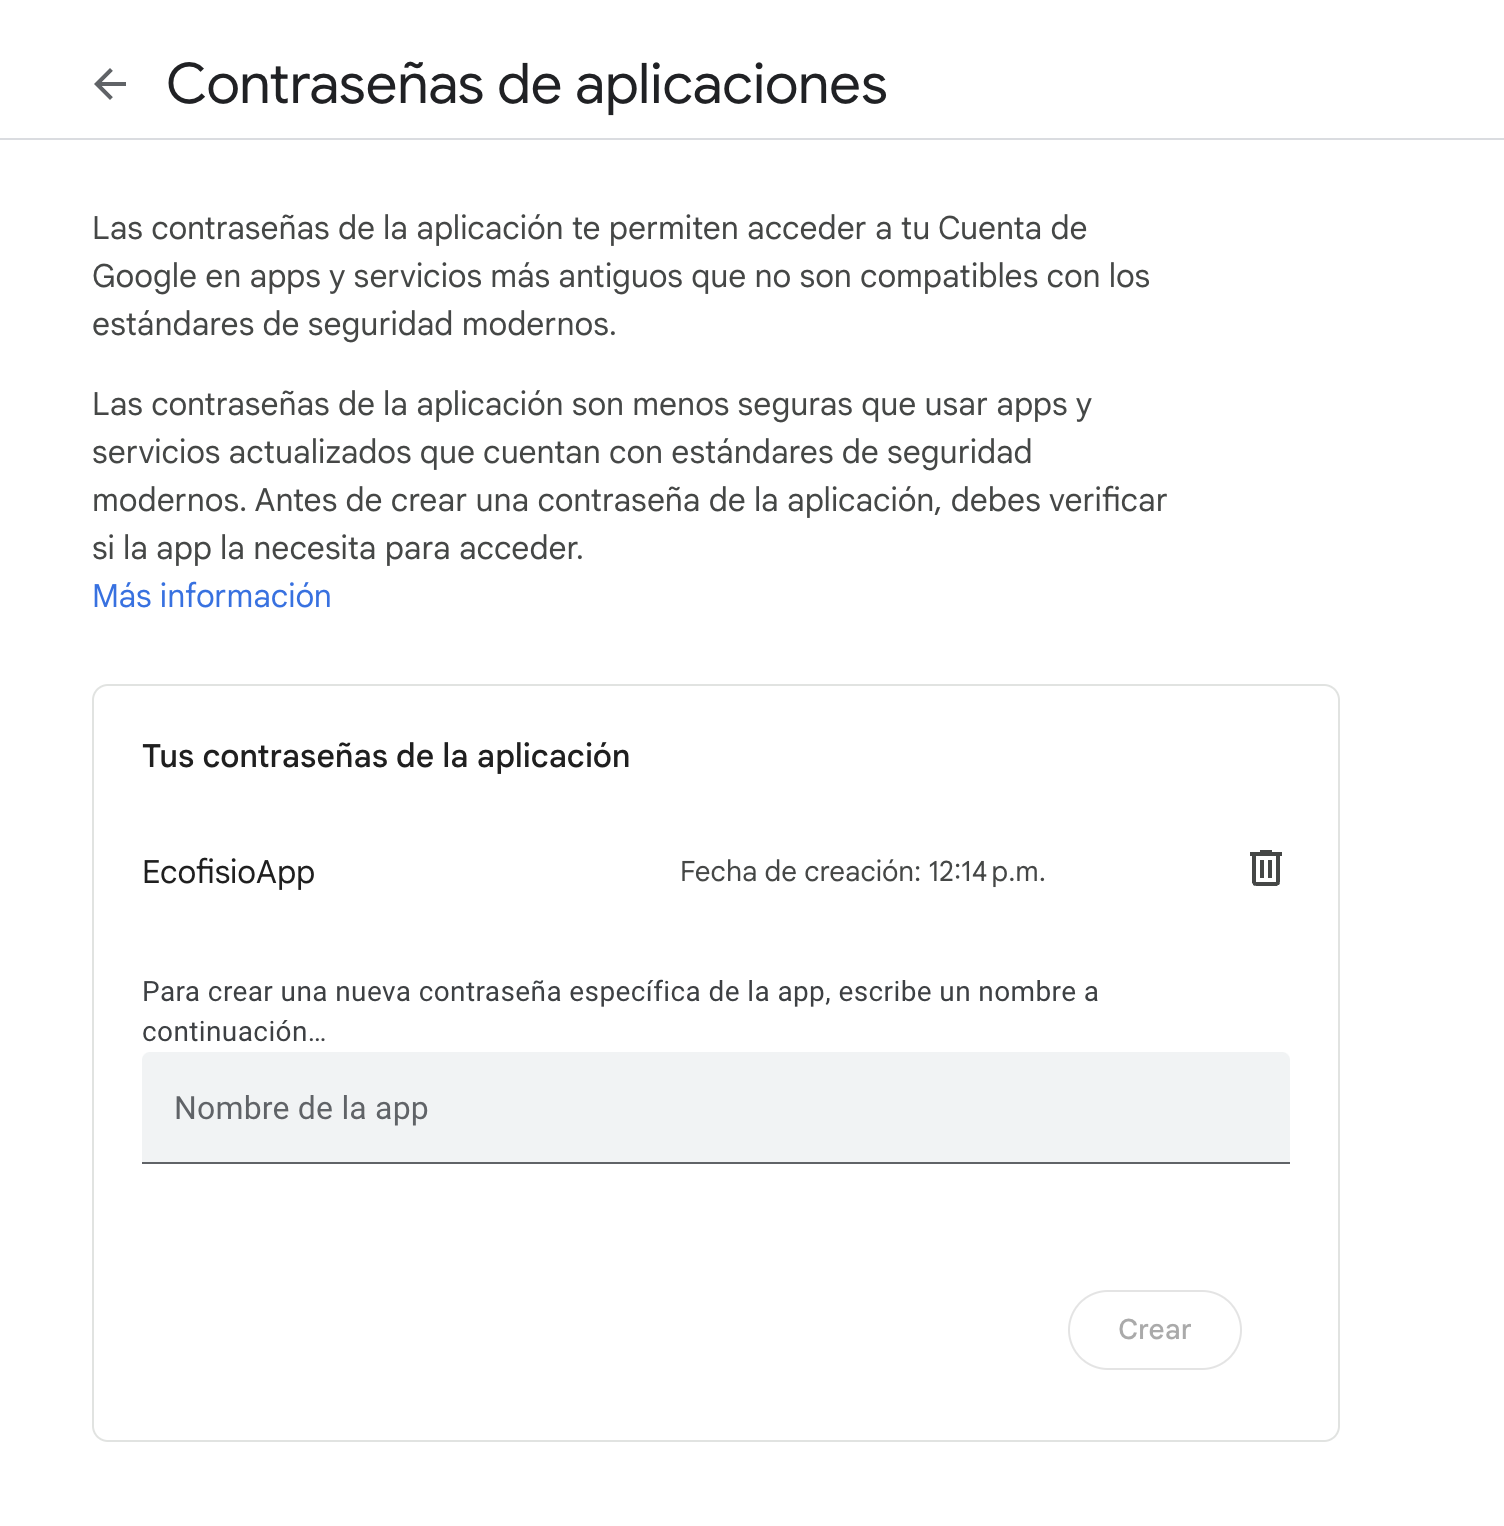 Contraseñas de aplicaciones
Las contraseñas de la aplicación te permiten acceder a tu Cuenta de
Google en apps y servicios más antiguos que no son compatibles con los
estándares de seguridad modernos.
Las contraseñas de la aplicación son menos seguras que usar apps y
servicios actualizados que cuentan con estándares de seguridad
modernos. Antes de crear una contraseña de la aplicación, debes verificar
si la app la necesita para acceder.
Más información
Tus contraseñas de la aplicación
EcofisioApp Fecha de creación: 12:14 p.m.
Para crear una nueva contraseña específica de la app, escribe un nombre a
continuación…
Nombre de la app
Crear